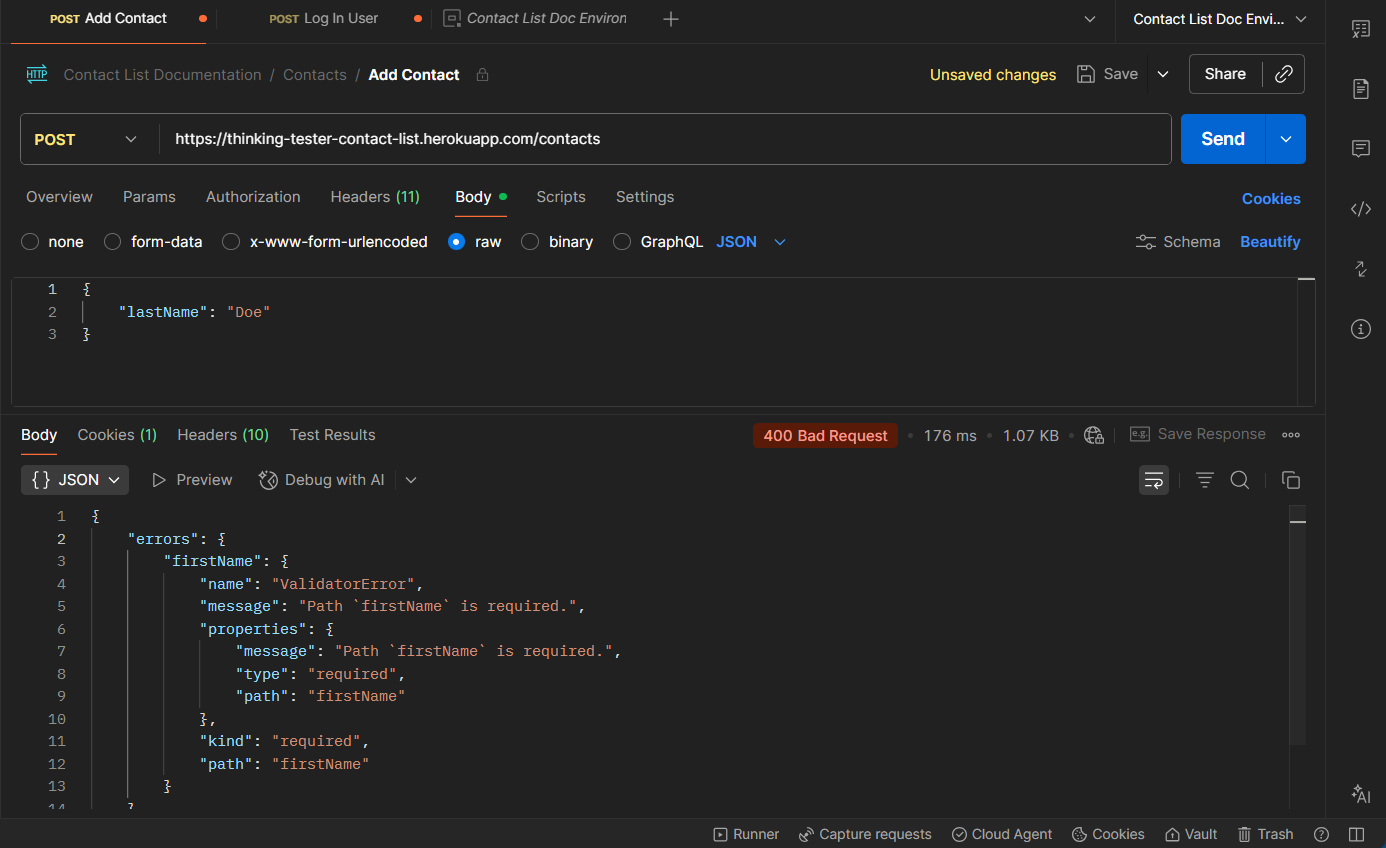 POST Add Contact POST Log In User Contact List Doc Environ Contact List Doc Envi...
HTTP Contact List Documentation / Contacts / Add Contact Unsaved changes Save Share
POST https://thinking-tester-contact-list.herokuapp.com/contacts Send
Overview Params Authorization Headers (11) Body Scripts Settings Cookies
none form-data x-www-form-urlencoded raw binary GraphQL JSON Schema Beautify
1 {
2 "lastName": "Doe"
3 }
Body Cookies (1) Headers (10) Test Results 400 Bad Request • 176 ms • 1.07 KB • e.g. Save Response
{} JSON Preview Debug with AI
1 {
2 "errors": {
3 "firstName": {
4 "name": "ValidatorError",
5 "message": "Path `firstName` is required.",
6 "properties": {
7 "message": "Path `firstName` is required.",
8 "type": "required",
9 "path": "firstName"
10 },
11 "kind": "required",
12 "path": "firstName"
13 }
14 }
AI
Runner Capture requests Cloud Agent Cookies Vault Trash